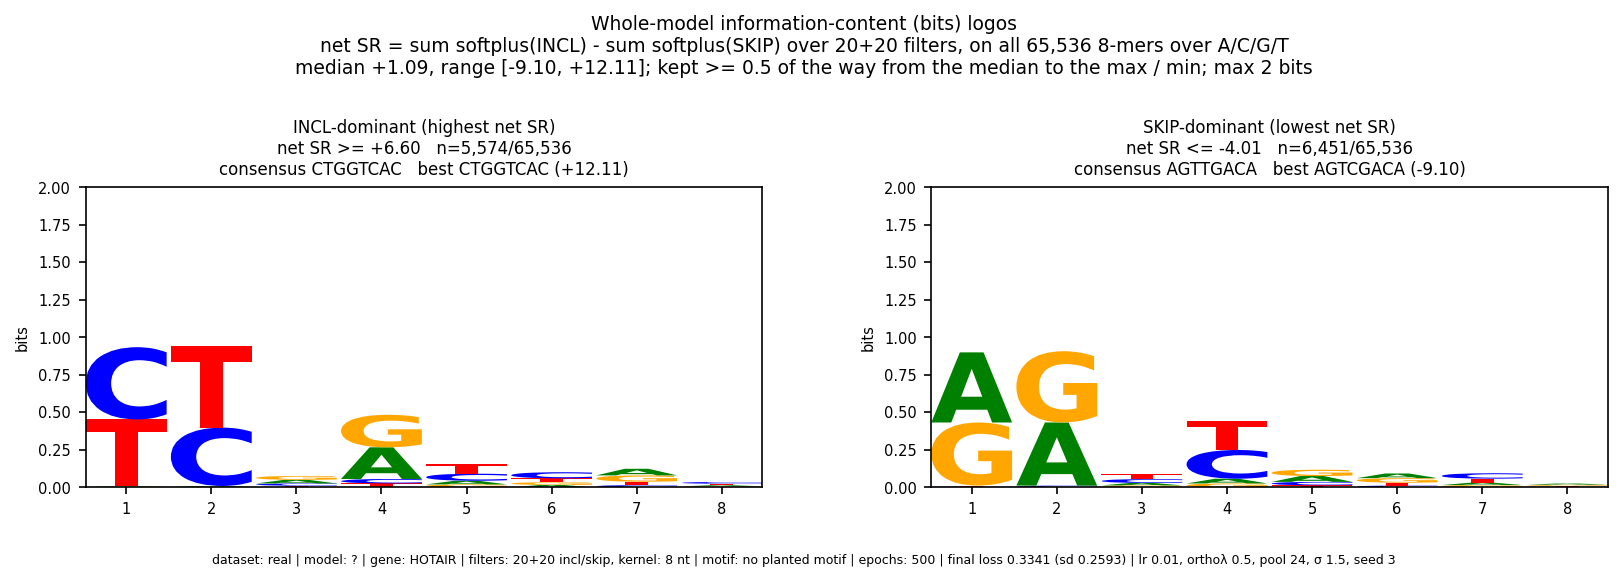 Whole-model information-content (bits) logos
net SR = sum softplus(INCL) - sum softplus(SKIP) over 20+20 filters, on all 65,536 8-mers over A/C/G/T
median +1.09, range [-9.10, +12.11]; kept >= 0.5 of the way from the median to the max / min; max 2 bits
INCL-dominant (highest net SR)
net SR >= +6.60   n=5,574/65,536
consensus CTGGTCAC   best CTGGTCAC (+12.11)
2.00
1.75
1.50
1.25
1.00
0.75
0.50
0.25
0.00
bits
1 2 3 4 5 6 7 8
SKIP-dominant (lowest net SR)
net SR <= -4.01   n=6,451/65,536
consensus AGTTGACA   best AGTCGACA (-9.10)
2.00
1.75
1.50
1.25
1.00
0.75
0.50
0.25
0.00
bits
1 2 3 4 5 6 7 8
dataset: real | model: ? | gene: HOTAIR | filters: 20+20 incl/skip, kernel: 8 nt | motif: no planted motif | epochs: 500 | final loss 0.3341 (sd 0.2593) | lr 0.01, orthoλ 0.5, pool 24, σ 1.5, seed 3